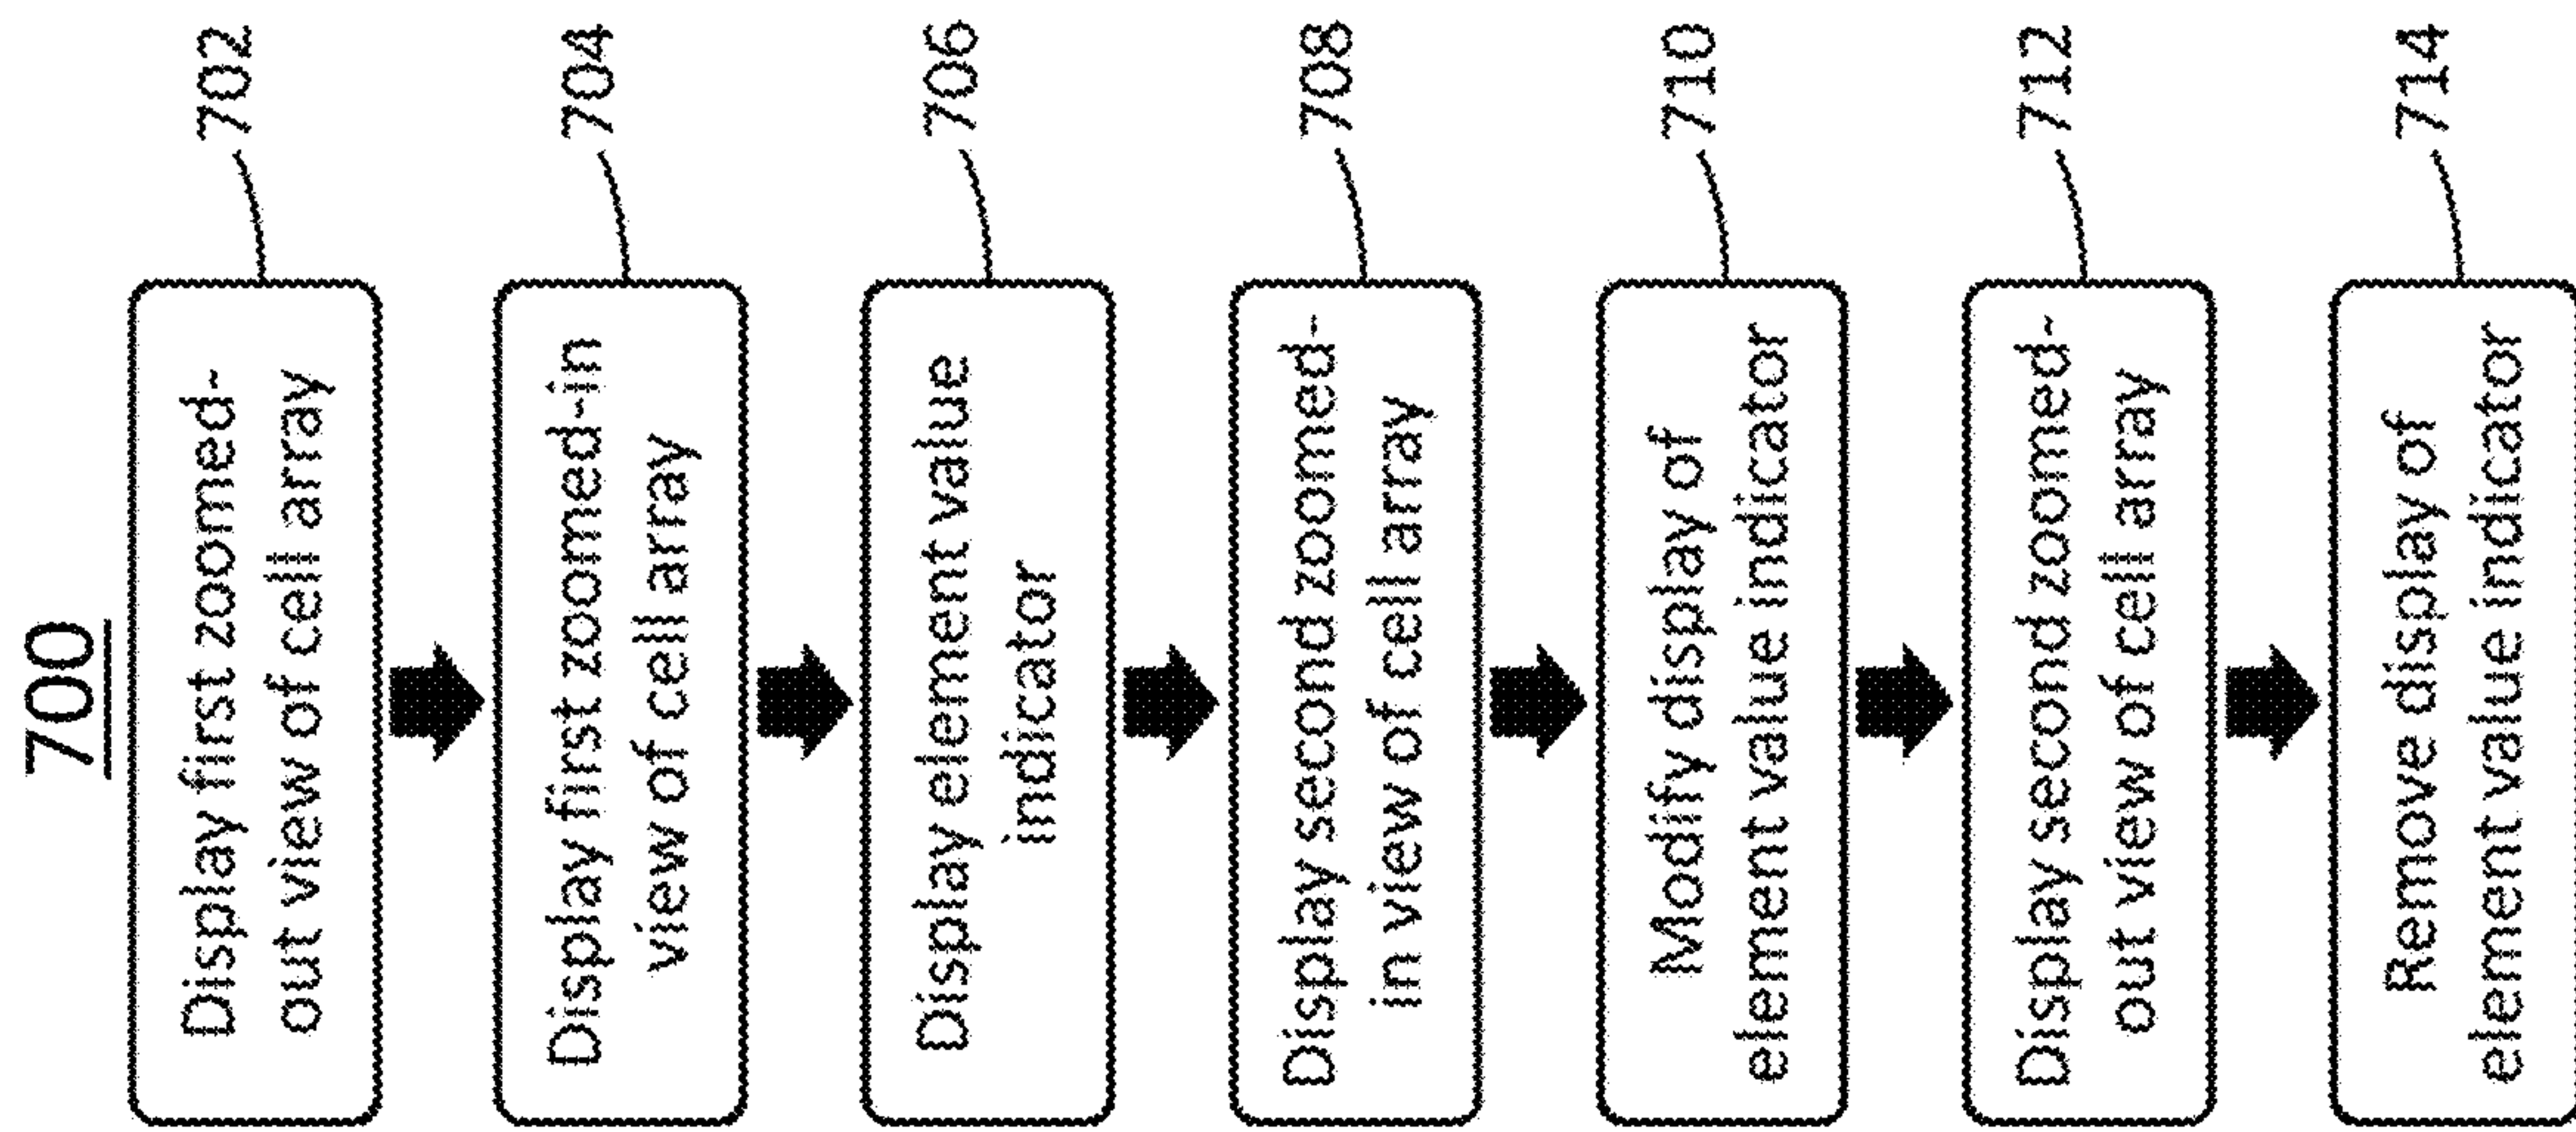 700
Display first zoomed-
out view of cell array
702
Display first zoomed-in
view of cell array
704
Display element value
indicator
706
Display second zoomed-
in view of cell array
708
Modify display of
element value indicator
710
Display second zoomed-
out view of cell array
712
Remove display of
element value indicator
714